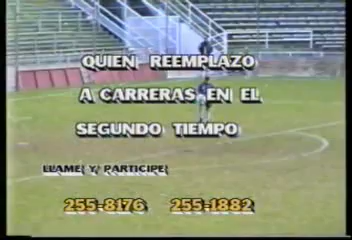 QUIEN REEMPLAZO
A CARRERAS EN EL
SEGUNDO TIEMPO
LLAME Y PARTICIPE
255-8176 255-1882